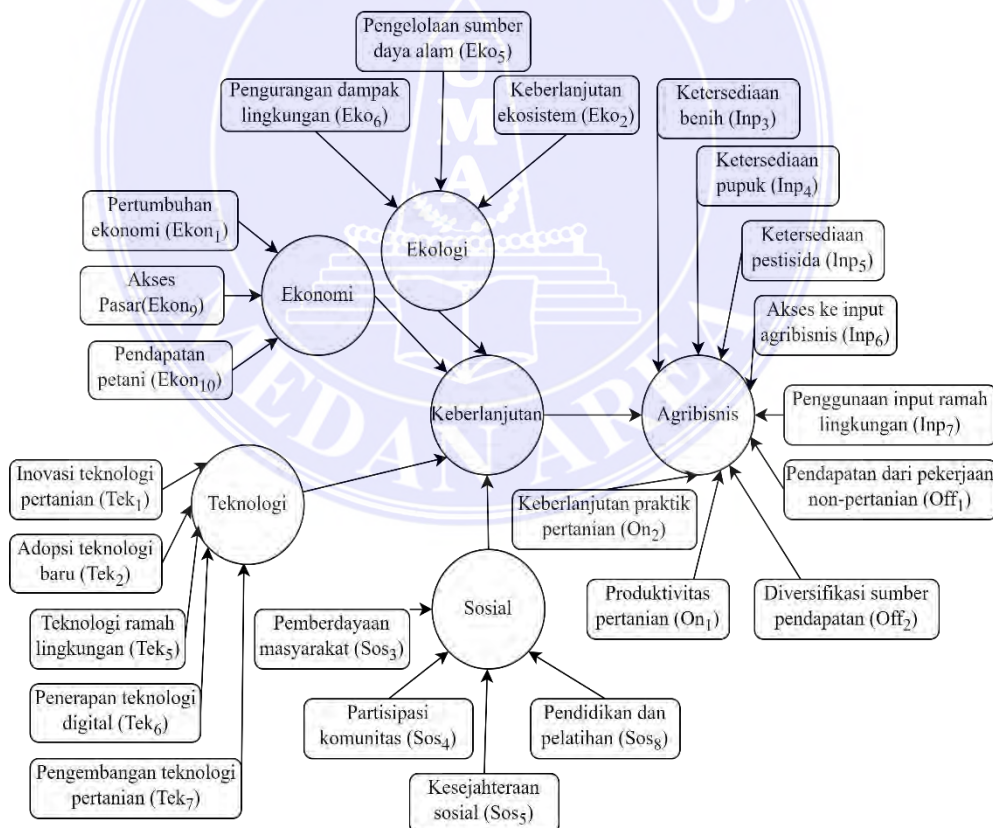 Pengelolaan sumber
daya alam (Eko5)
Pengurangan dampak
lingkungan (Eko6)
Keberlanjutan
ekosistem (Eko2)
Ketersediaan
benih (Inp3)
Ketersediaan
pupuk (Inp4)
Pertumbuhan
ekonomi (Ekon1)
Ekologi
Ketersediaan
pestisida (Inp5)
Akses
Pasar(Ekon9)
Ekonomi
Akses ke input
agribisnis (Inp6)
Pendapatan
petani (Ekon10)
Keberlanjutan
Agribisnis
Penggunaan input ramah
lingkungan (Inp7)
Inovasi teknologi
pertanian (Tek1)
Teknologi
Keberlanjutan praktik
pertanian (On2)
Pendapatan dari pekerjaan
non-pertanian (Off1)
Adopsi teknologi
baru (Tek2)
Teknologi ramah
lingkungan (Tek5)
Pemberdayaan
masyarakat (Sos3)
Sosial
Produktivitas
pertanian (On1)
Diversifikasi sumber
pendapatan (Off2)
Penerapan teknologi
digital (Tek6)
Partisipasi
komunitas (Sos4)
Pendidikan dan
pelatihan (Sos8)
Pengembangan teknologi
pertanian (Tek7)
Kesejahteraan
sosial (Sos5)
UMA
MEDAN AREA